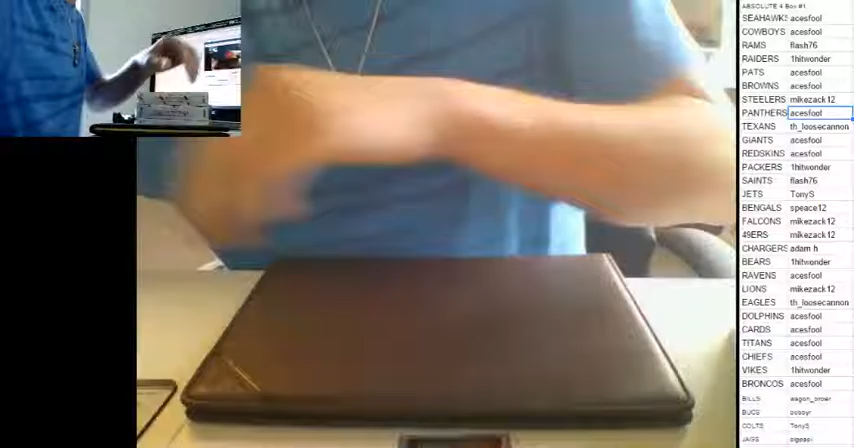 ABSOLUTE 4 Box #1
SEAHAWKS acesfool
COWBOYS acesfool
RAMS flash76
RAIDERS 1hitwonder
PATS acesfool
BROWNS acesfool
STEELERS mikezack12
PANTHERS acesfool
TEXANS th_loosecannon
GIANTS acesfool
REDSKINS acesfool
PACKERS 1hitwonder
SAINTS flash76
JETS TonyS
BENGALS speace12
FALCONS mikezack12
49ERS mikezack12
CHARGERS adam h
BEARS 1hitwonder
RAVENS acesfool
LIONS mikezack12
EAGLES th_loosecannon
DOLPHINS acesfool
CARDS acesfool
TITANS acesfool
CHIEFS acesfool
VIKES 1hitwonder
BRONCOS acesfool
BILLS
BUCS
COLTS TonyS
JAGS